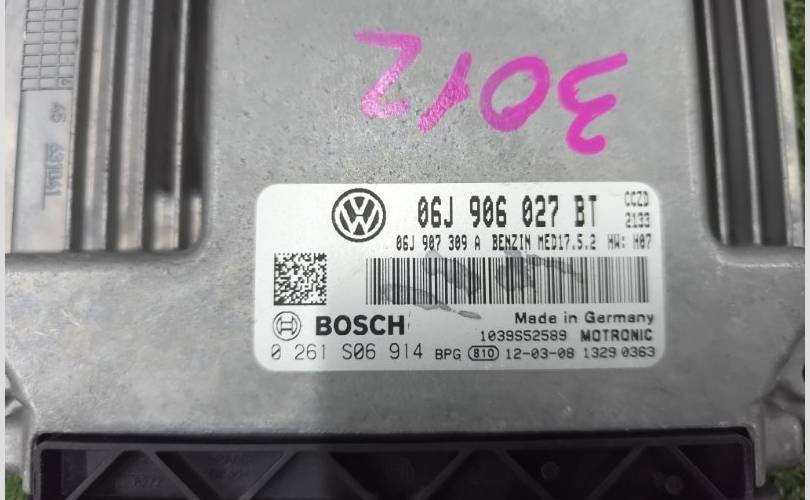 3012
06J 906 027 BT CCZD
2133
06J 907 309 A BENZIN MED17.5.2 HW: H07
BOSCH
Made in Germany
1039S52589 MOTRONIC
0 261 S06 914 BPG 810 12-03-08 1329 0363